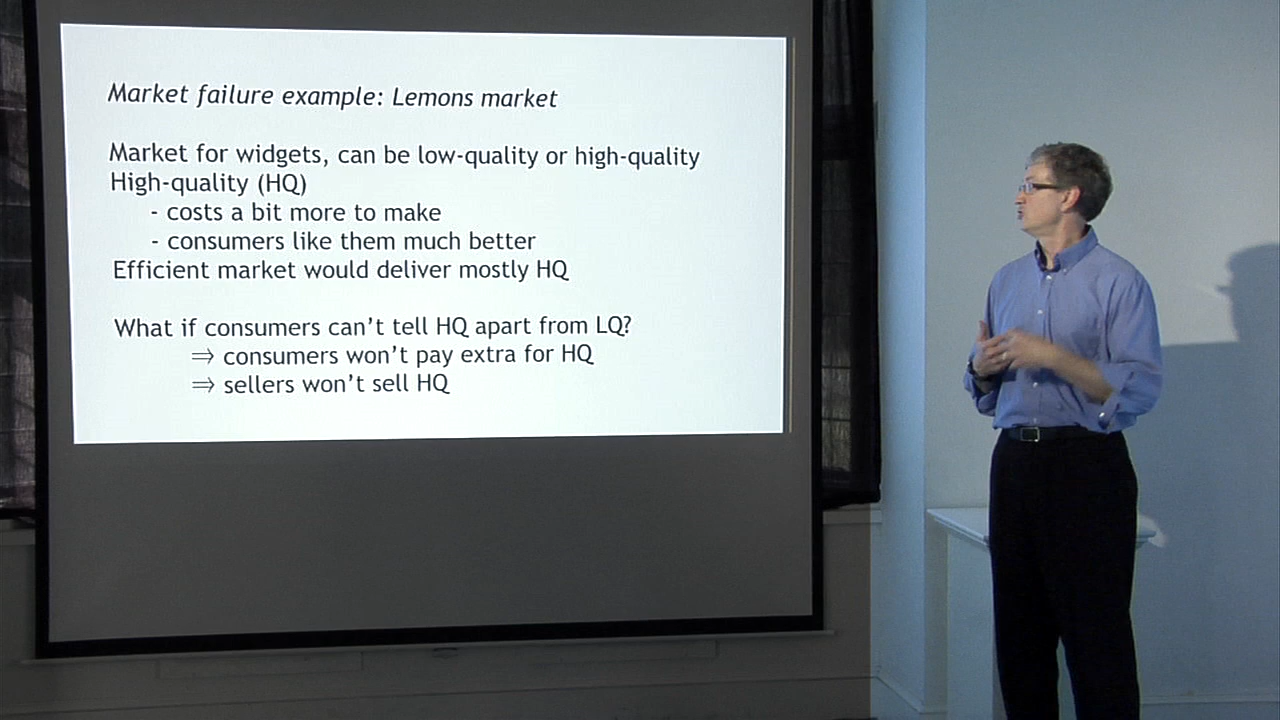 Market failure example: Lemons market
Market for widgets, can be low-quality or high-quality
High-quality (HQ)
- costs a bit more to make
- consumers like them much better
Efficient market would deliver mostly HQ
What if consumers can't tell HQ apart from LQ?
⇒ consumers won't pay extra for HQ
⇒ sellers won't sell HQ